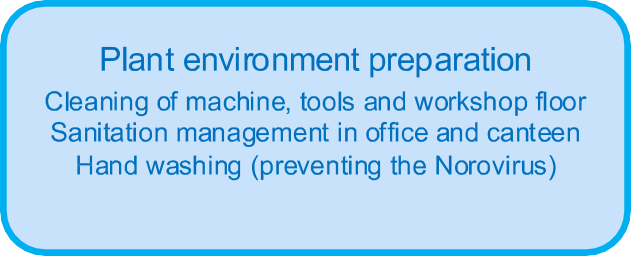 Plant environment preparation
Cleaning of machine, tools and workshop floor
Sanitation management in office and canteen
Hand washing (preventing the Norovirus)